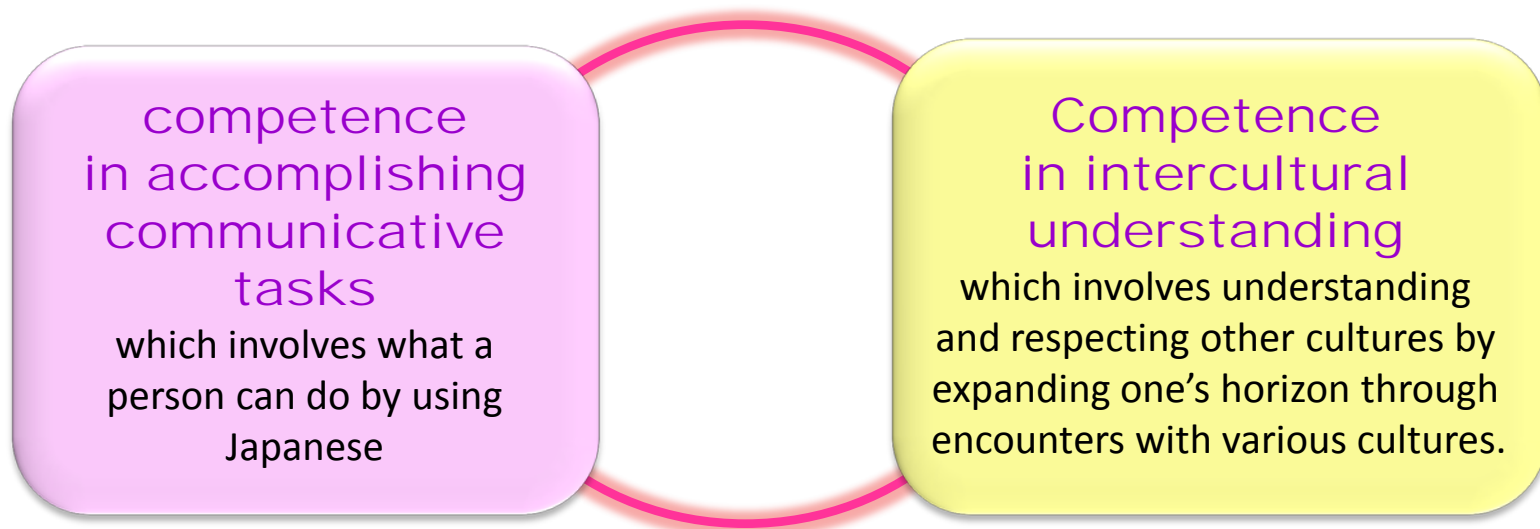 competence
in accomplishing
communicative
tasks
which involves what a
person can do by using
Japanese
Competence
in intercultural
understanding
which involves understanding
and respecting other cultures by
expanding one’s horizon through
encounters with various cultures.